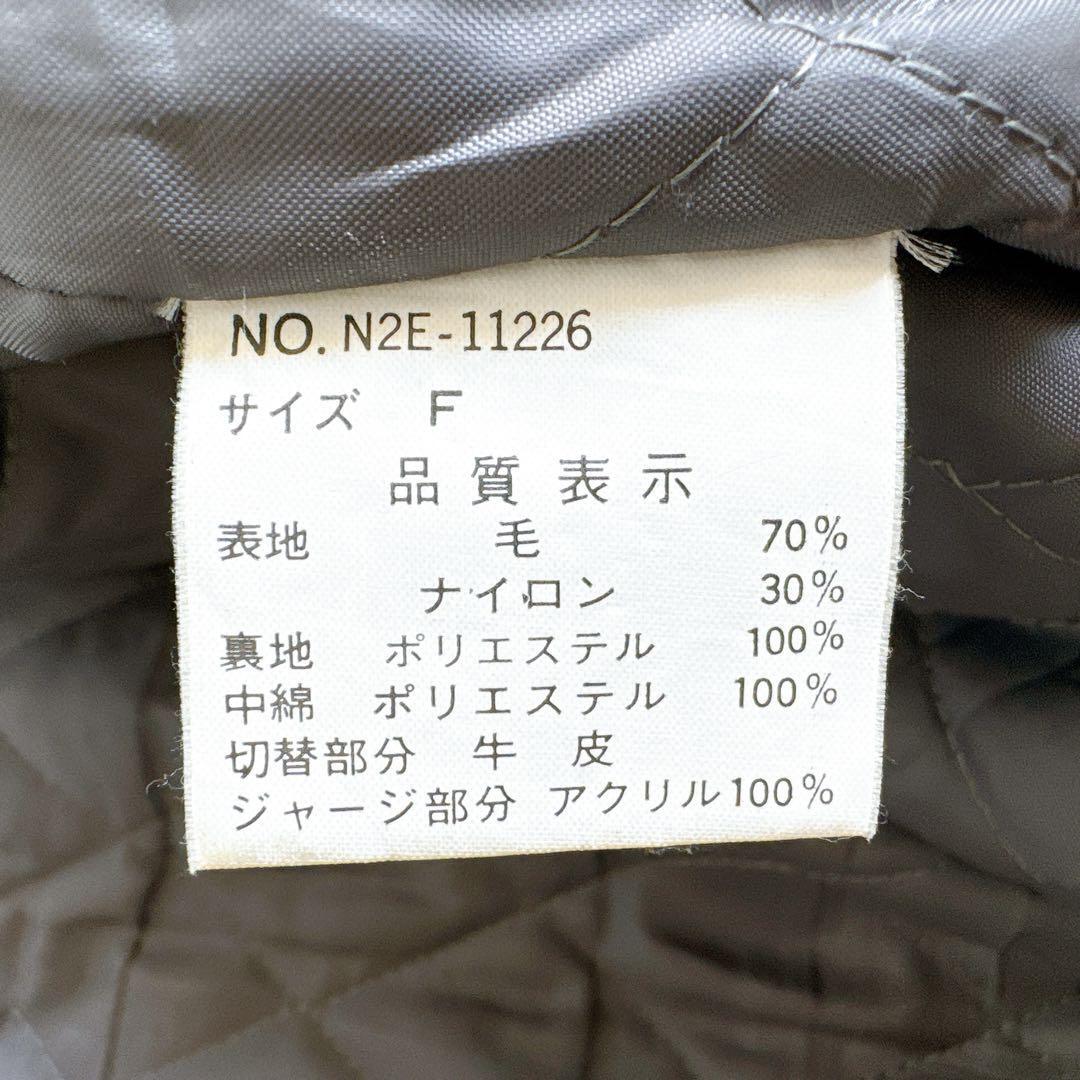 NO. N2E-11226
サイズ F
品質表示
表地 毛 70%
ナイロン 30%
裏地 ポリエステル 100%
中綿 ポリエステル 100%
切替部分 牛皮
ジャージ部分 アクリル100%